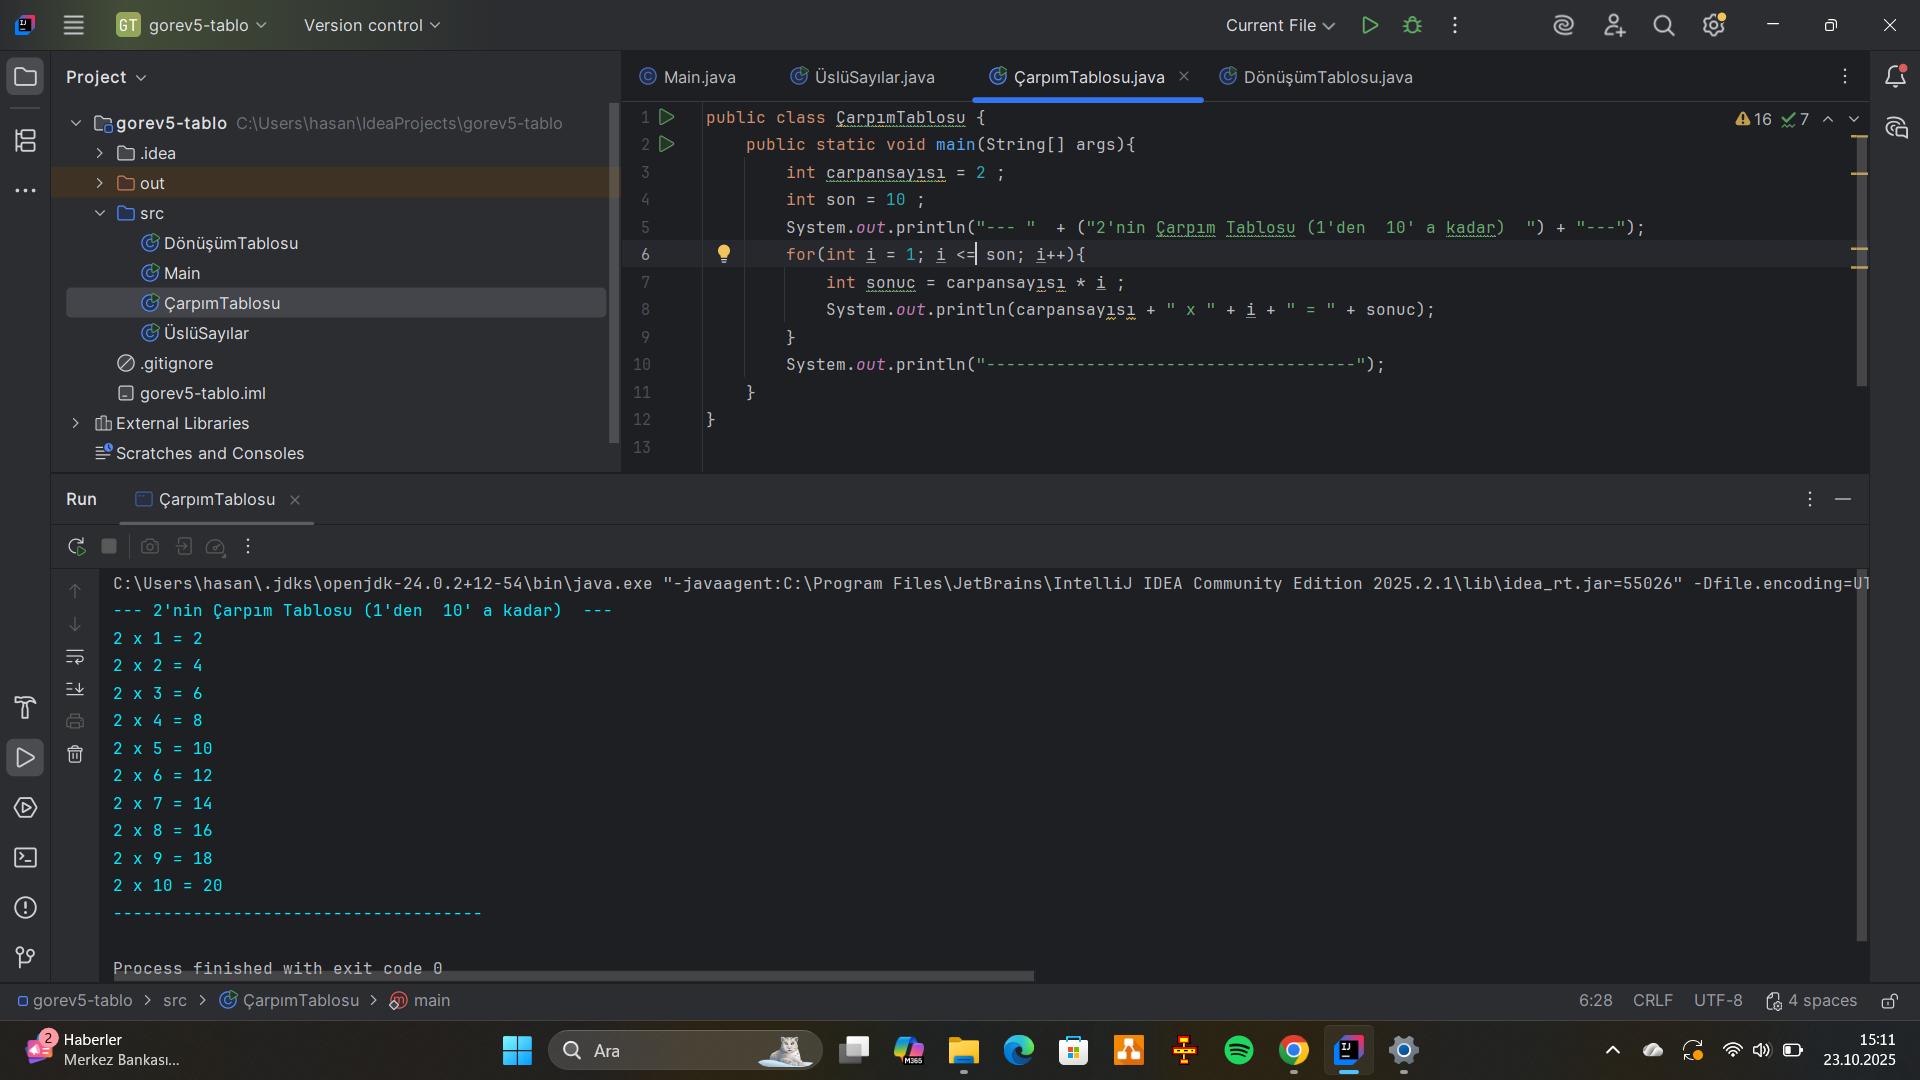 GT gorev5-tablo Version control Current File
Project
Main.java ÜslüSayılar.java ÇarpımTablosu.java DönüşümTablosu.java
gorev5-tablo C:\Users\hasan\IdeaProjects\gorev5-tablo
.idea
out
src
DönüşümTablosu
Main
ÇarpımTablosu
ÜslüSayılar
.gitignore
gorev5-tablo.iml
External Libraries
Scratches and Consoles
16 7
1 public class ÇarpımTablosu {
2 public static void main(String[] args){
3 int carpansayısı = 2 ;
4 int son = 10 ;
5 System.out.println("--- "  + ("2'nin Çarpım Tablosu (1'den  10' a kadar)  ") + "---");
6 for(int i = 1; i <= son; i++){
7 int sonuc = carpansayısı * i ;
8 System.out.println(carpansayısı + " x " + i + " = " + sonuc);
9 }
10 System.out.println("-------------------------------------");
11 }
12 }
13
Run ÇarpımTablosu
C:\Users\hasan\.jdks\openjdk-24.0.2+12-54\bin\java.exe "-javaagent:C:\Program Files\JetBrains\IntelliJ IDEA Community Edition 2025.2.1\lib\idea_rt.jar=55026" -Dfile.encoding=UT
--- 2'nin Çarpım Tablosu (1'den  10' a kadar)  ---
2 x 1 = 2
2 x 2 = 4
2 x 3 = 6
2 x 4 = 8
2 x 5 = 10
2 x 6 = 12
2 x 7 = 14
2 x 8 = 16
2 x 9 = 18
2 x 10 = 20
-------------------------------------
Process finished with exit code 0
gorev5-tablo > src > ÇarpımTablosu > main 6:28 CRLF UTF-8 4 spaces
2 Haberler
Merkez Bankası...
Ara
M365
15:11
23.10.2025